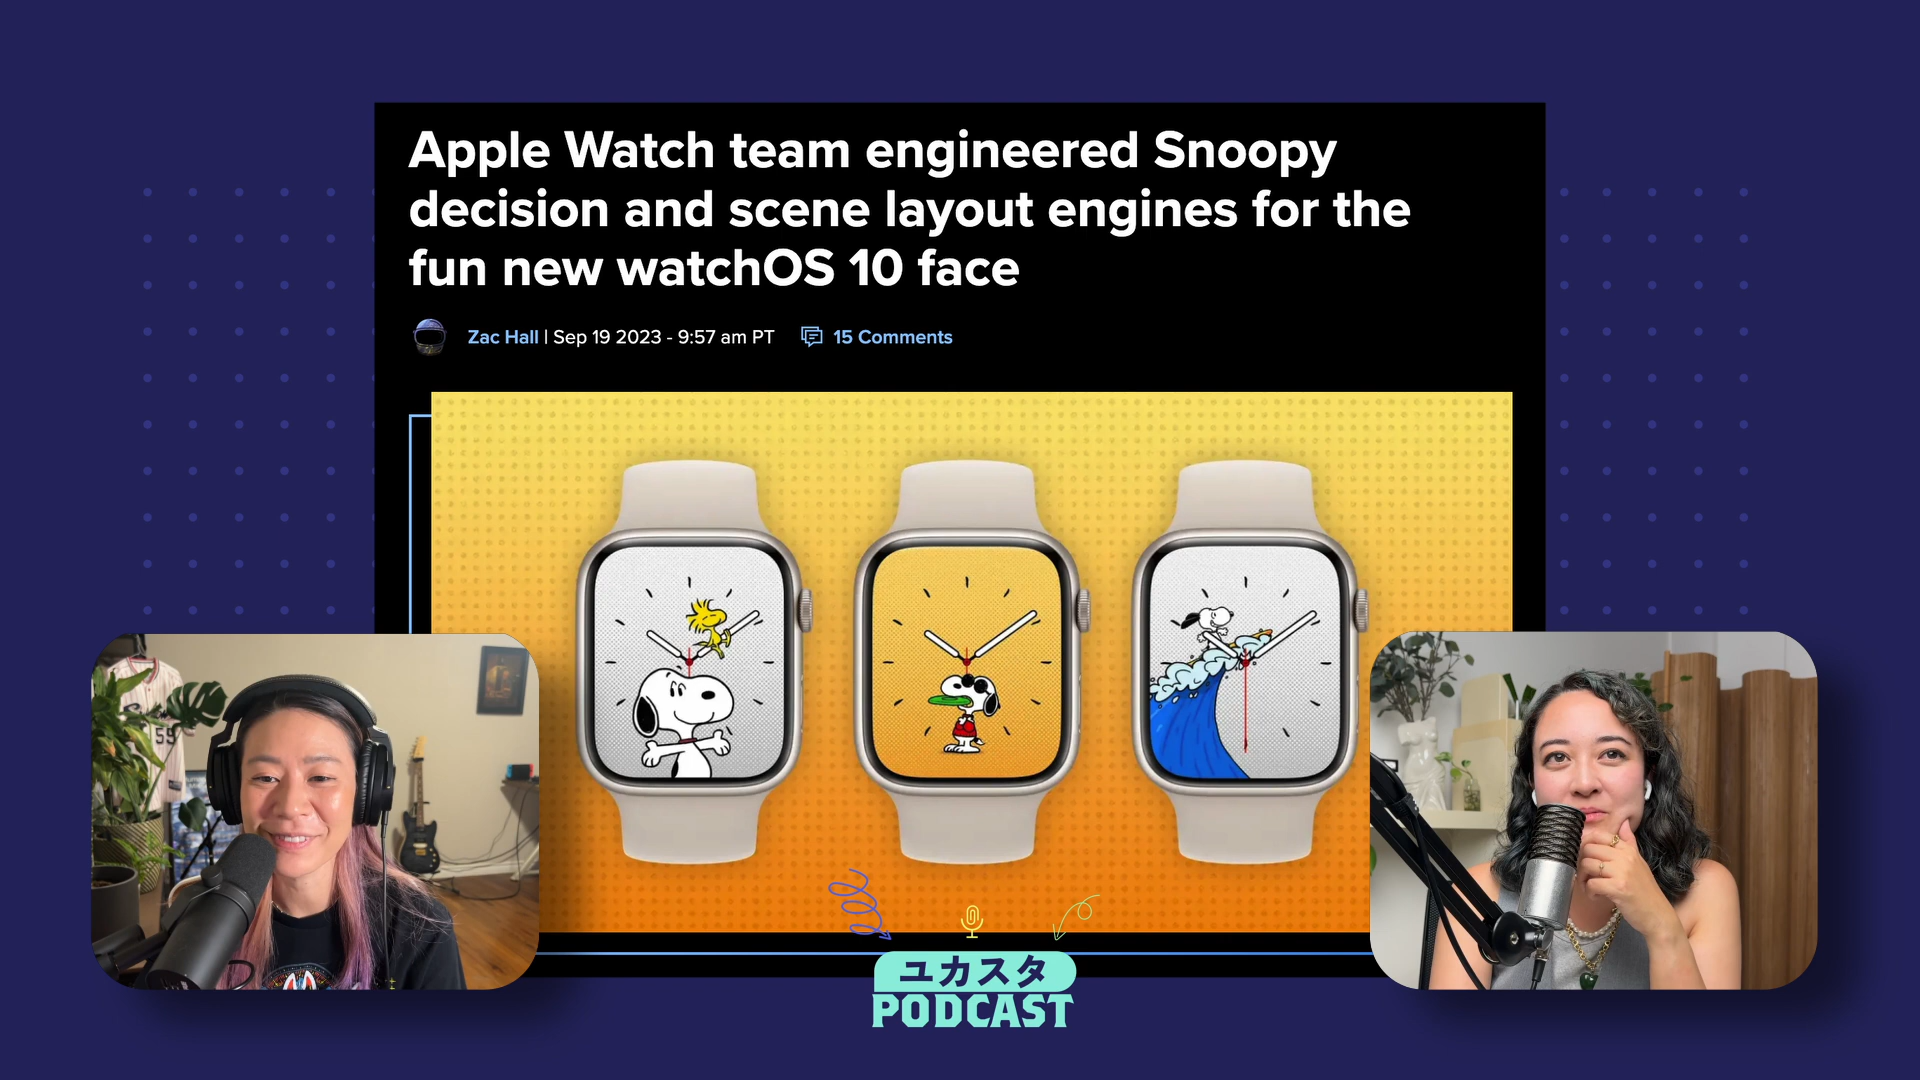 Apple Watch team engineered Snoopy
decision and scene layout engines for the
fun new watchOS 10 face
Zac Hall | Sep 19 2023 - 9:57 am PT 15 Comments
59
ユカスタ
PODCAST